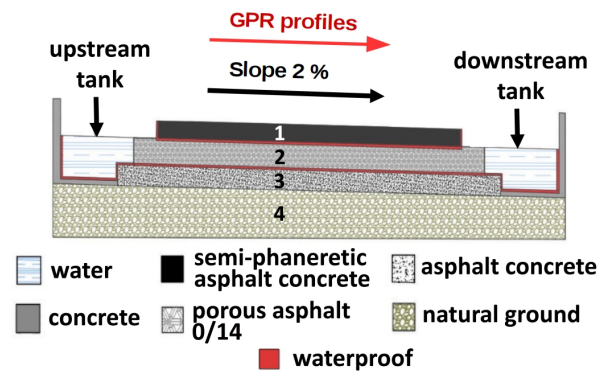 GPR profiles
upstream
tank
Slope 2 %
downstream
tank
1
2
3
4
water
semi-phaneretic
asphalt concrete
asphalt concrete
concrete
porous asphalt
0/14
natural ground
waterproof